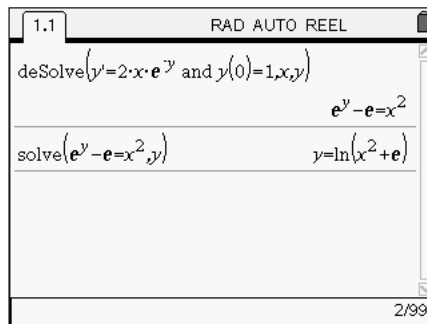 1.1 RAD AUTO REEL
deSolve(y'=2·x·e^-y and y(0)=1,x,y)
e^y-e=x^2
solve(e^y-e=x^2,y) y=ln(x^2+e)
2/99